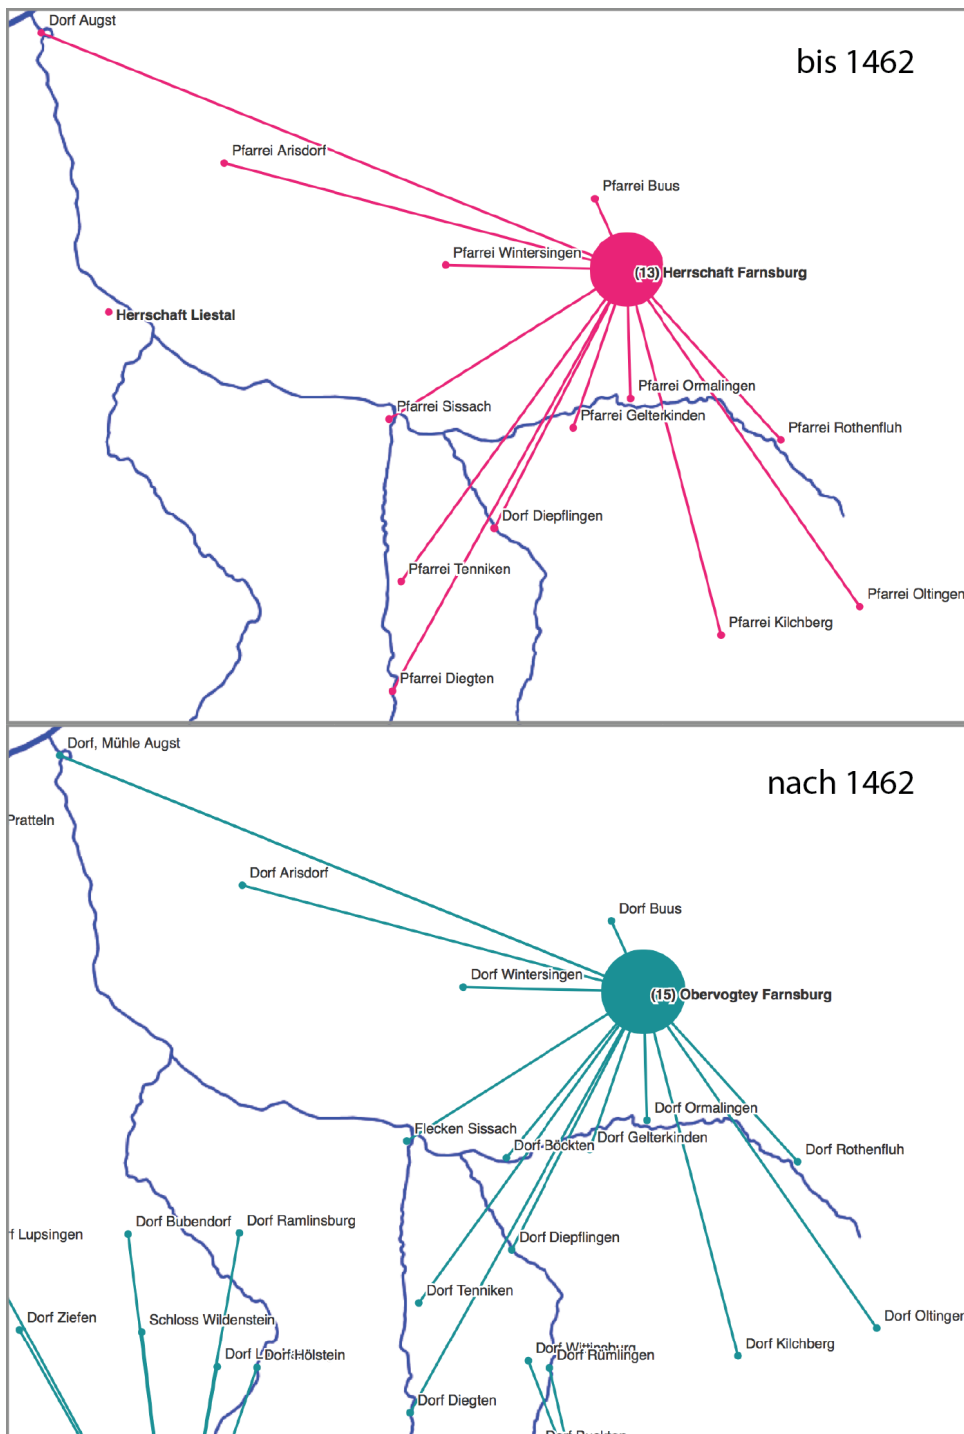 Dorf Augst
bis 1462
Pfarrei Arisdorf
Pfarrei Buus
Pfarrei Wintersingen
(13) Herrschaft Farnsburg
Herrschaft Liestal
Pfarrei Ormalingen
Pfarrei Sissach
Pfarrei Gelterkinden
Pfarrei Rothenfluh
Dorf Diepflingen
Pfarrei Tenniken
Pfarrei Oltingen
Pfarrei Kilchberg
Pfarrei Diegten
Dorf, Mühle Augst
nach 1462
Pratteln
Dorf Arisdorf
Dorf Buus
Dorf Wintersingen
(15) Obervogtey Farnsburg
Dorf Ormalingen
Flecken Sissach
Dorf Gelterkinden
Dorf Böckten
Dorf Rothenfluh
Dorf Bubendorf
Dorf Ramlinsburg
f Lupsingen
Dorf Diepflingen
Dorf Tenniken
Dorf Ziefen
Schloss Wildenstein
Dorf Oltingen
Dorf Kilchberg
Dorf
Dorf Hölstein
Dorf
Dorf Rümlingen
Dorf Diegten